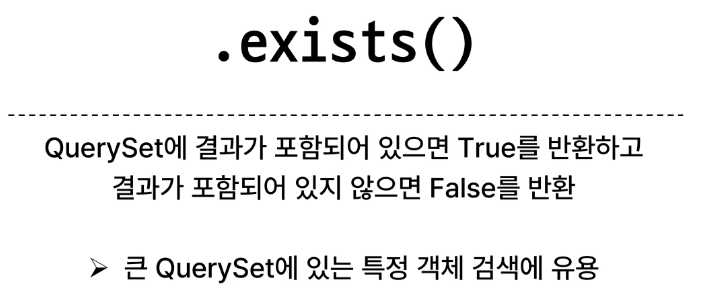 .exists()
QuerySet에 결과가 포함되어 있으면 True를 반환하고
결과가 포함되어 있지 않으면 False를 반환
➢ 큰 QuerySet에 있는 특정 객체 검색에 유용